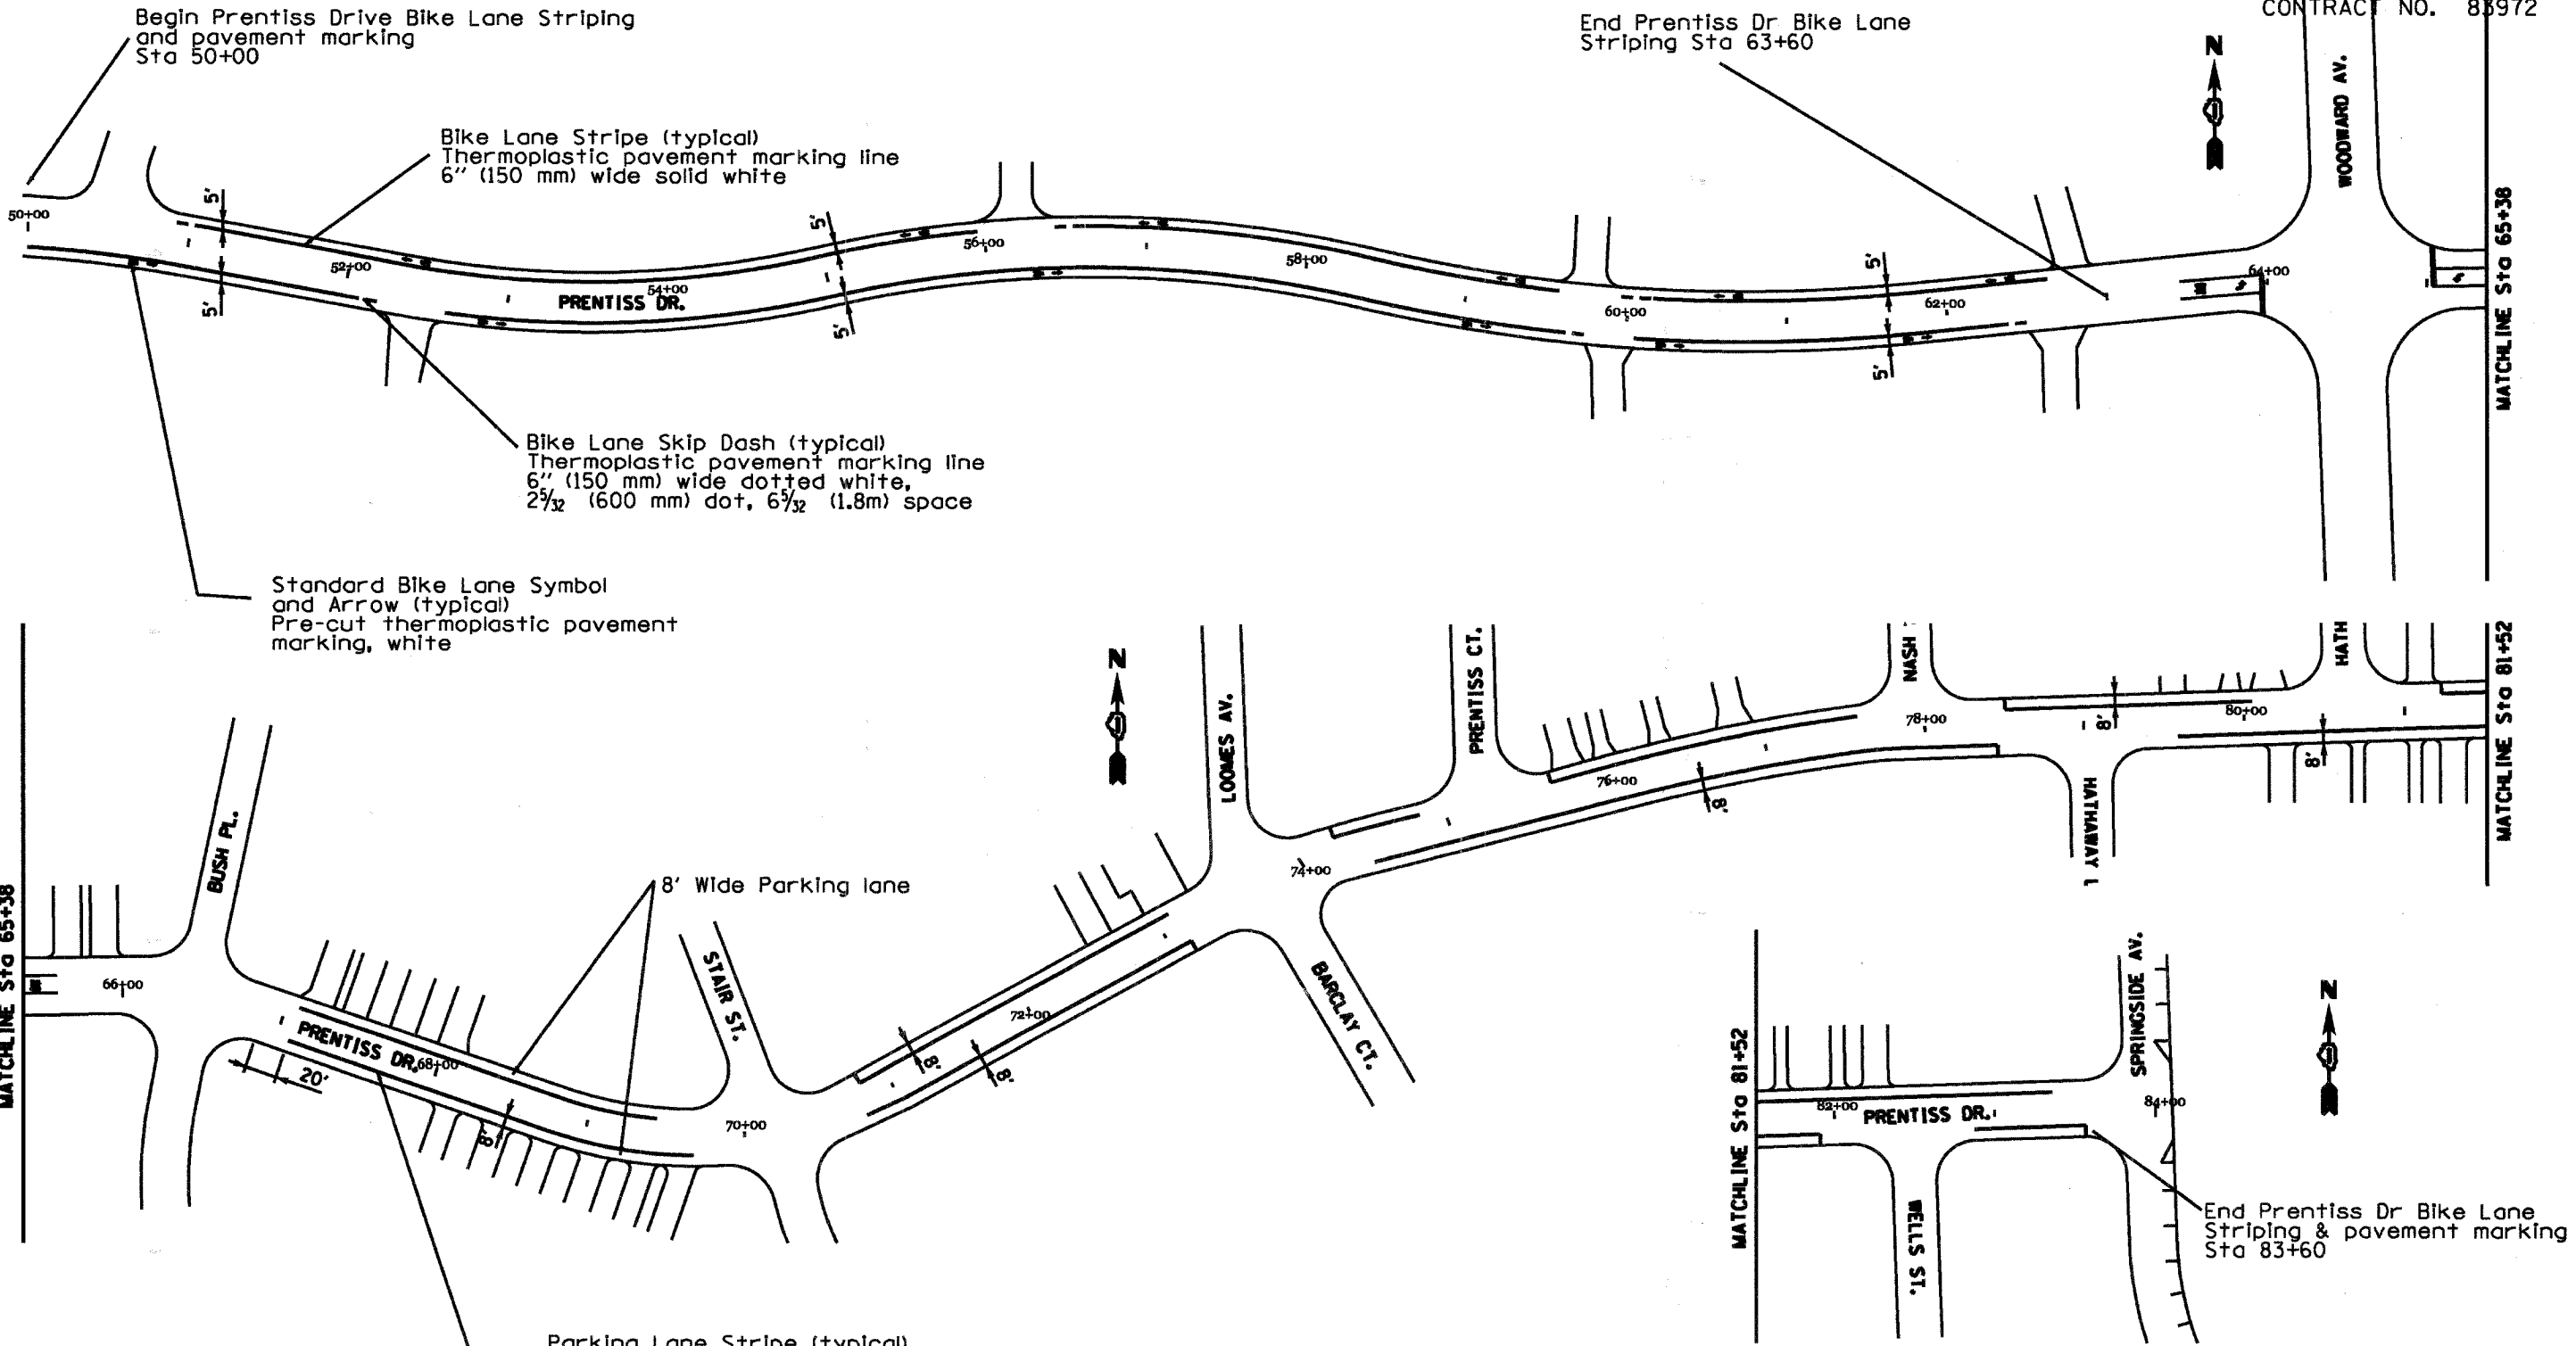 CONTRACT NO. 83972
Begin Prentiss Drive Bike Lane Striping
and pavement marking
Sta 50+00
End Prentiss Dr Bike Lane
Striping Sta 63+60
N
WOODWARD AV.
Bike Lane Stripe (typical)
Thermoplastic pavement marking line
6" (150 mm) wide solid white
50+00
5'
5'
52+00
54+00
PRENTISS DR.
5'
5'
56+00
58+00
60+00
5'
5'
62+00
64+00
MATCHLINE Sta 65+38
Bike Lane Skip Dash (typical)
Thermoplastic pavement marking line
6" (150 mm) wide dotted white,
2 5/32 (600 mm) dot, 6 5/32 (1.8m) space
Standard Bike Lane Symbol
and Arrow (typical)
Pre-cut thermoplastic pavement
marking, white
MATCHLINE Sta 65+38
66+00
BUSH PL.
PRENTISS DR.
68+00
20'
8'
8' Wide Parking lane
STAIR ST.
70+00
8'
8'
72+00
N
LOOMES AV.
74+00
BARCLAY CT.
PRENTISS CT.
76+00
8'
NASH
78+00
8'
HATHAWAY
80+00
HATH
8'
MATCHLINE Sta 81+52
Parking Lane Stripe (typical)
MATCHLINE Sta 81+52
82+00
PRENTISS DR.
WELLS ST.
SPRINGSIDE AV.
84+00
N
End Prentiss Dr Bike Lane
Striping & pavement marking
Sta 83+60